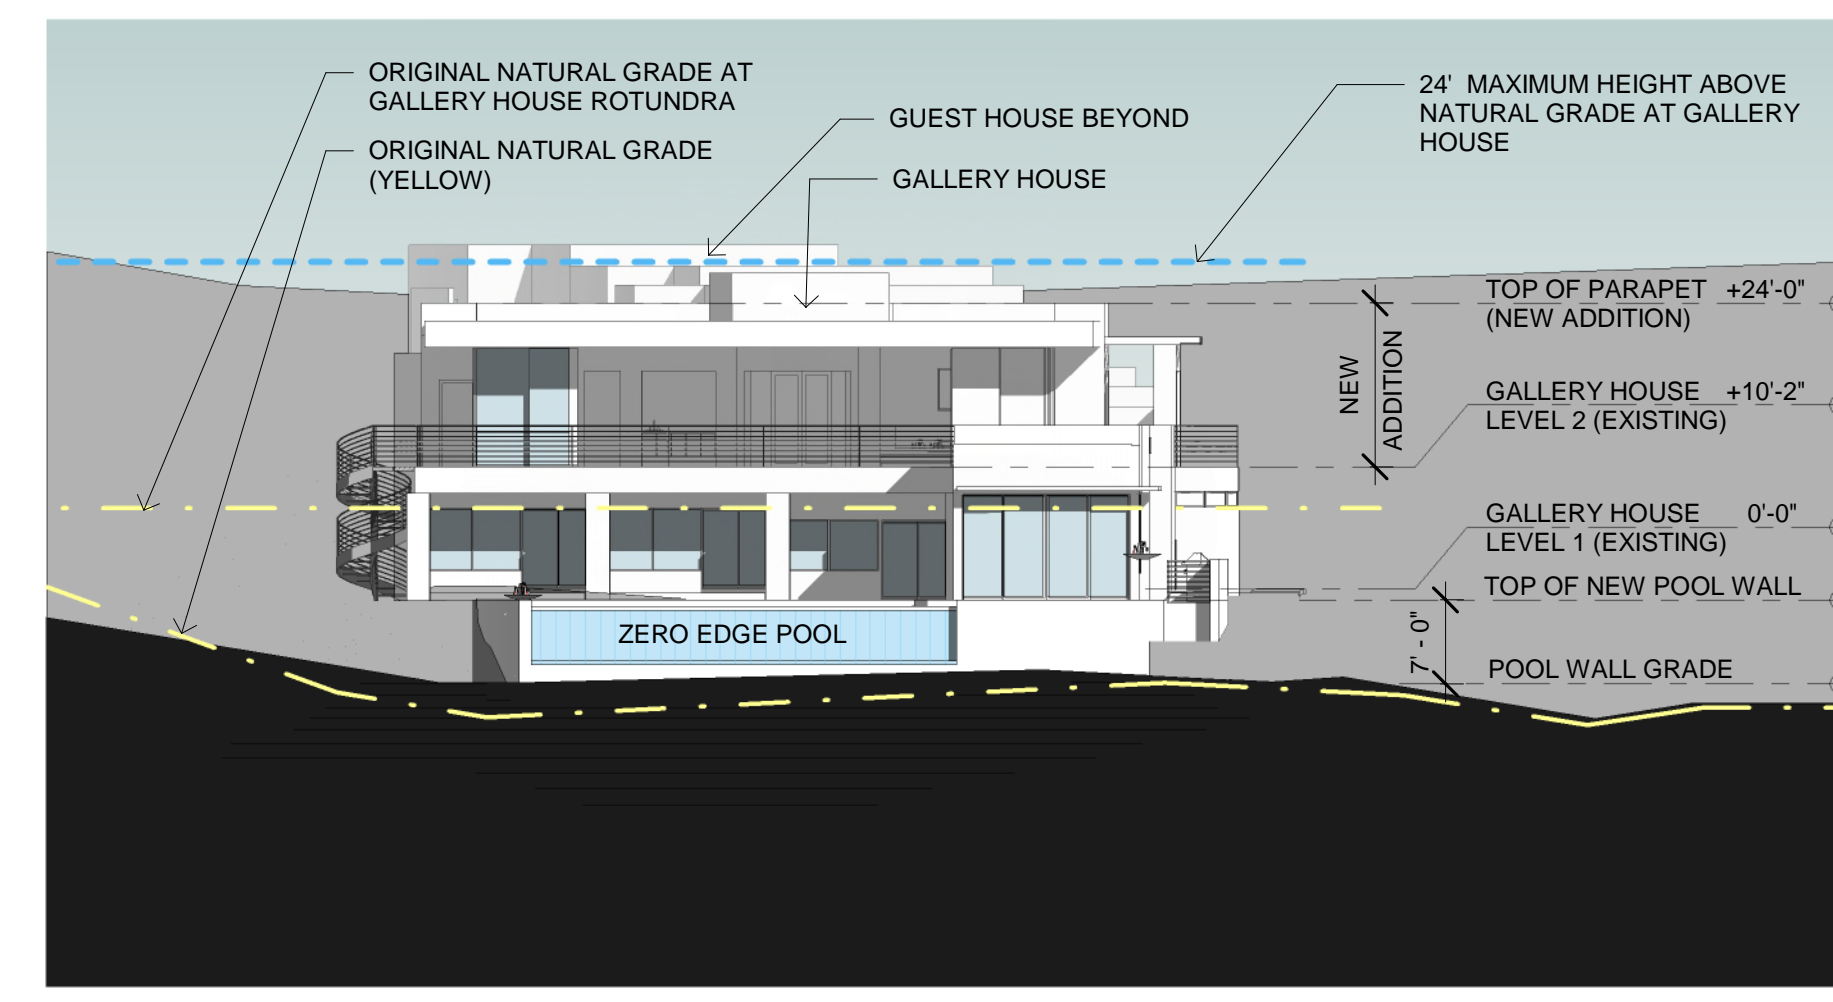 ORIGINAL NATURAL GRADE AT
GALLERY HOUSE ROTUNDRA
ORIGINAL NATURAL GRADE
(YELLOW)
GUEST HOUSE BEYOND
GALLERY HOUSE
24' MAXIMUM HEIGHT ABOVE
NATURAL GRADE AT GALLERY
HOUSE
TOP OF PARAPET +24'-0"
(NEW ADDITION)
NEW
ADDITION
GALLERY HOUSE +10'-2"
LEVEL 2 (EXISTING)
GALLERY HOUSE 0'-0"
LEVEL 1 (EXISTING)
TOP OF NEW POOL WALL
7' - 0"
POOL WALL GRADE
ZERO EDGE POOL